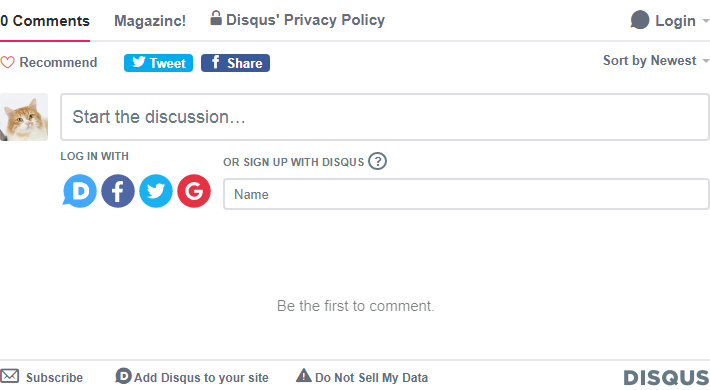 0 Comments Magazinc! Disqus' Privacy Policy Login
Recommend Tweet Share Sort by Newest
Start the discussion...
LOG IN WITH OR SIGN UP WITH DISQUS ?
D f G
Name
Be the first to comment.
Subscribe D Add Disqus to your site Do Not Sell My Data DISQUS